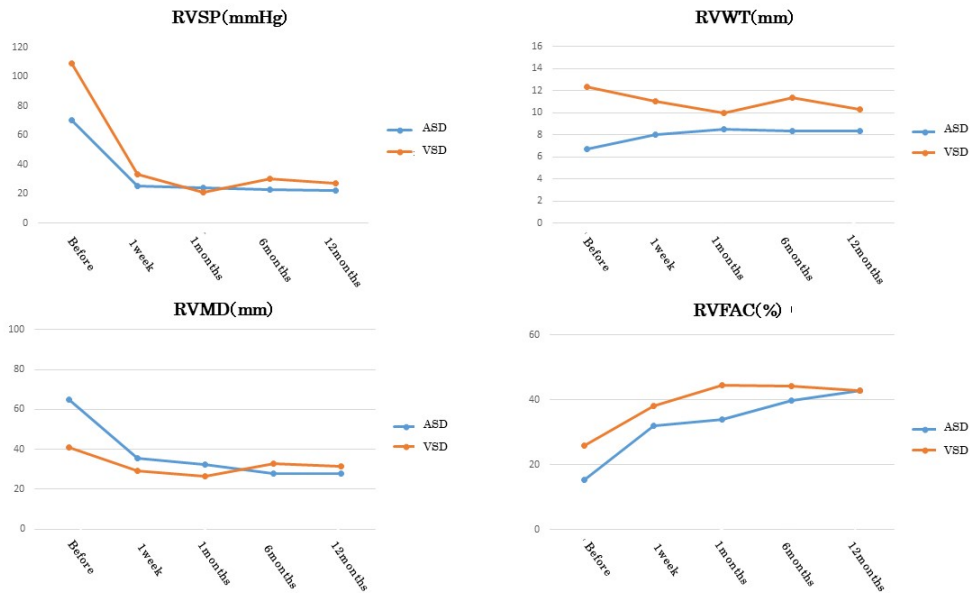 RVSP(mmHg)
120
100
80
60
40
20
0
Before
1week
1months
6months
12months
ASD
VSD
RVWT(mm)
16
14
12
10
8
6
4
2
0
Before
1week
1months
6months
12months
ASD
VSD
RVMD(mm)
100
80
60
40
20
0
Before
1week
1months
6months
12months
ASD
VSD
RVFAC(%)
60
40
20
0
Before
1week
1months
6months
12months
ASD
VSD